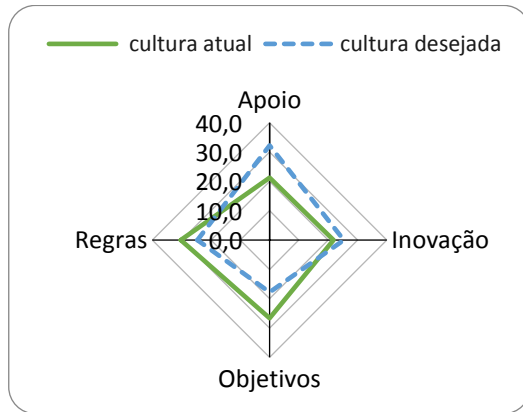 cultura atual
cultura desejada
Apoio
40,0
30,0
20,0
10,0
0,0
Regras
Inovação
Objetivos